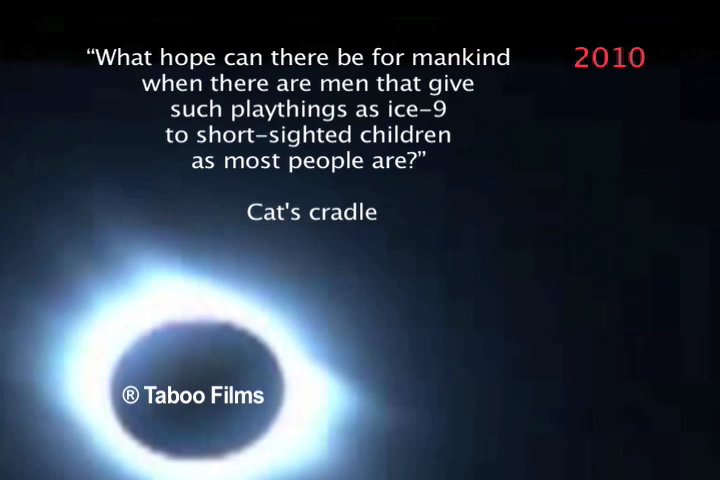 “What hope can there be for mankind
2010
when there are men that give
such playthings as ice-9
to short-sighted children
as most people are?”
Cat's cradle
® Taboo Films